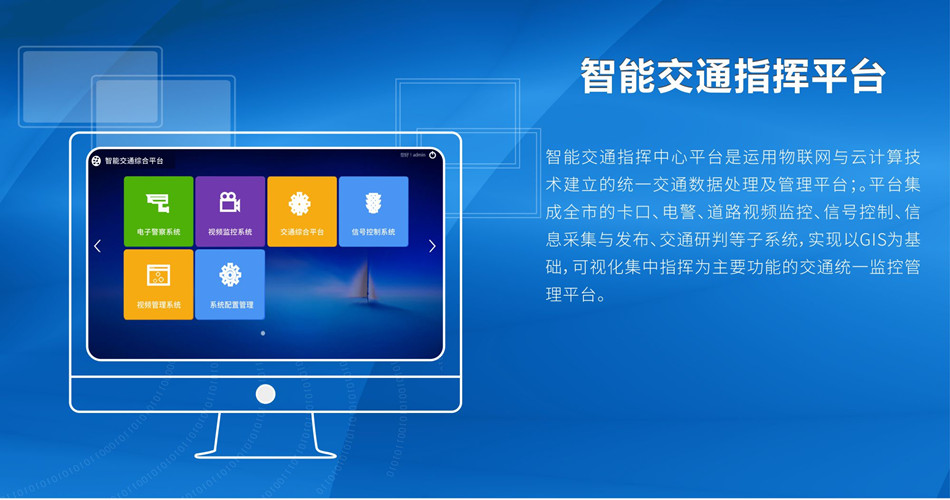 智能交通指挥平台
智能交通指挥中心平台是运用物联网与云计算技
术建立的统一交通数据处理及管理平台；。平台集
成全市的卡口、电警、道路视频监控、信号控制、信
息采集与发布、交通研判等子系统，实现以GIS为基
础，可视化集中指挥为主要功能的交通统一监控管
理平台。
智能交通综合平台
您好！admin
电子警察系统
视频监控系统
交通综合平台
信号控制系统
视频管理系统
系统配置管理